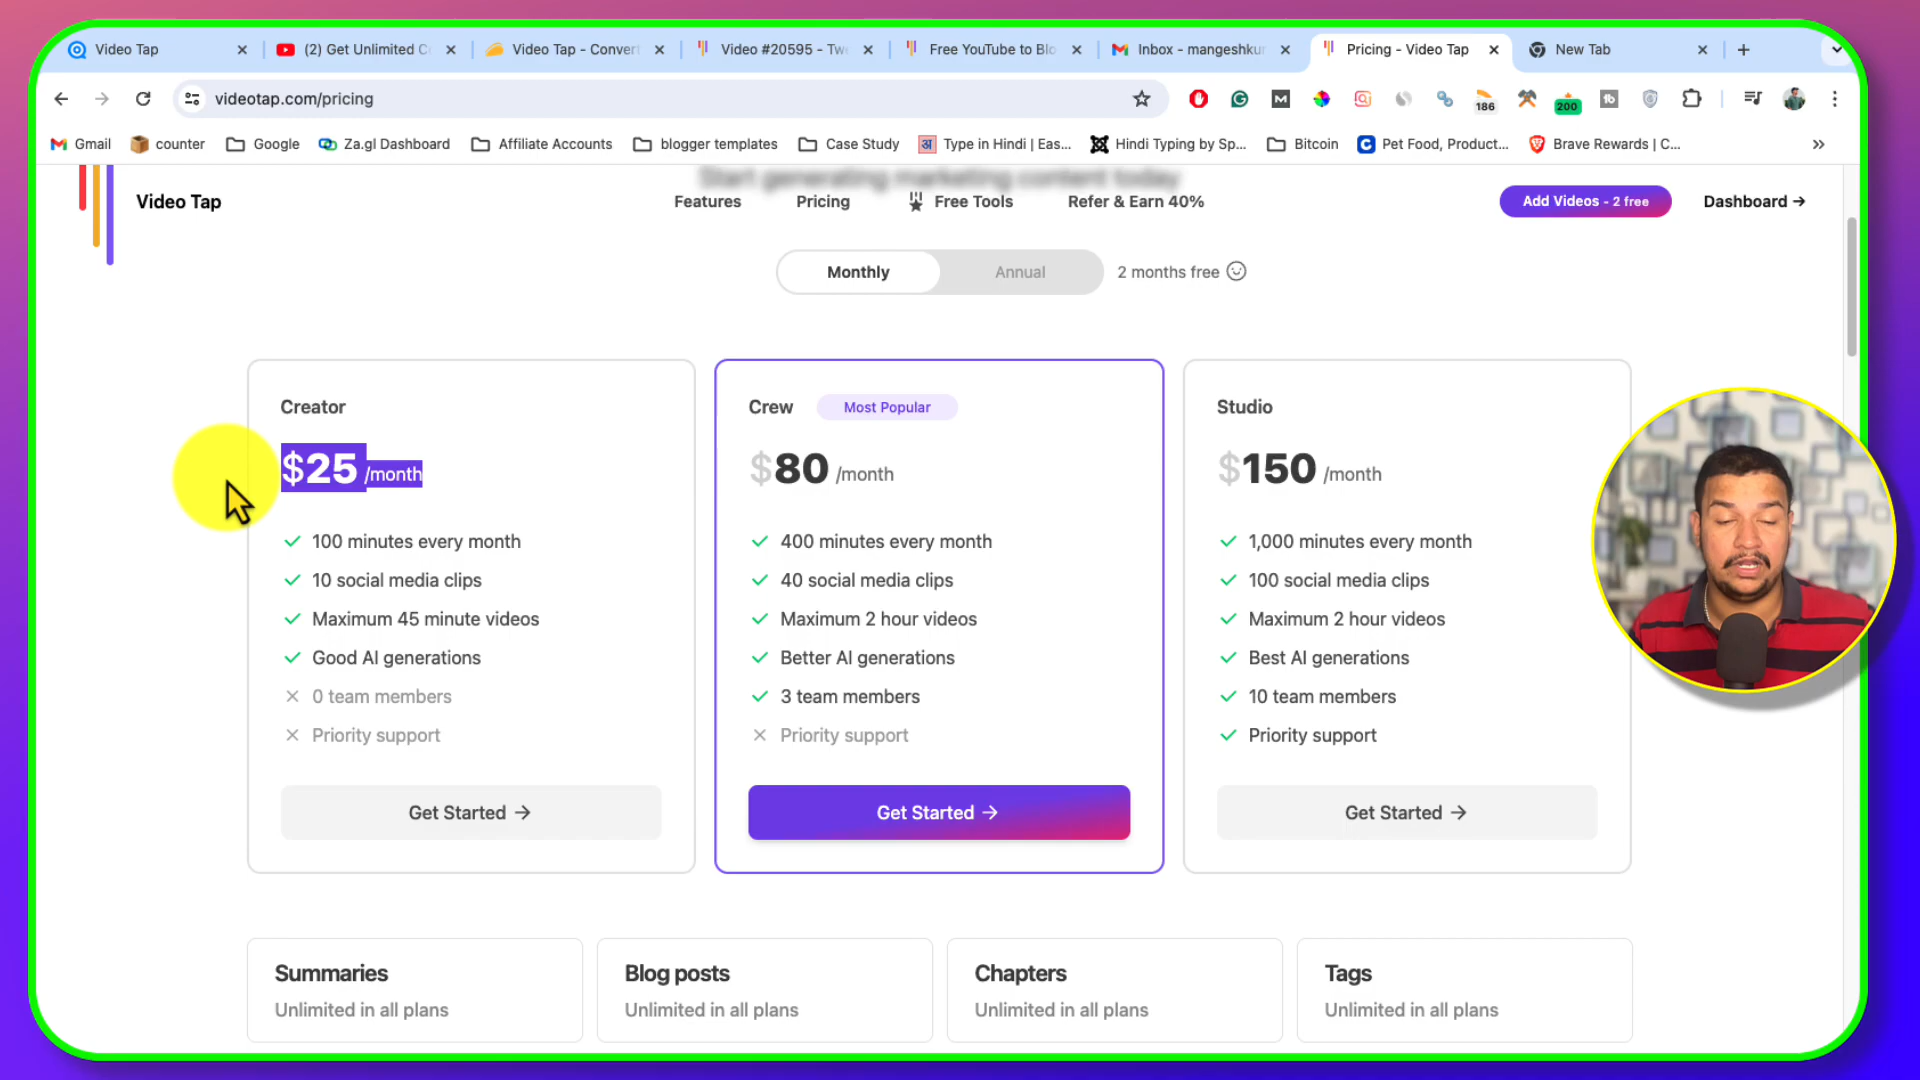 Video Tap
(2) Get Unlimited C
Video Tap - Convert
Video #20595 - Tw
Free YouTube to Blo
Inbox - mangeshkur
Pricing - Video Tap
New Tab
videotap.com/pricing
186
200
Gmail
counter
Google
Za.gl Dashboard
Affiliate Accounts
blogger templates
Case Study
Type in Hindi | Eas...
Hindi Typing by Sp...
Bitcoin
Pet Food, Product...
Brave Rewards | C...
Start generating marketing content today
Video Tap
Features
Pricing
Free Tools
Refer & Earn 40%
Add Videos - 2 free
Dashboard →
Monthly
Annual
2 months free
Creator
$25 /month
100 minutes every month
10 social media clips
Maximum 45 minute videos
Good AI generations
0 team members
Priority support
Get Started →
Crew
Most Popular
$80 /month
400 minutes every month
40 social media clips
Maximum 2 hour videos
Better AI generations
3 team members
Priority support
Get Started →
Studio
$150 /month
1,000 minutes every month
100 social media clips
Maximum 2 hour videos
Best AI generations
10 team members
Priority support
Get Started →
Summaries
Unlimited in all plans
Blog posts
Unlimited in all plans
Chapters
Unlimited in all plans
Tags
Unlimited in all plans